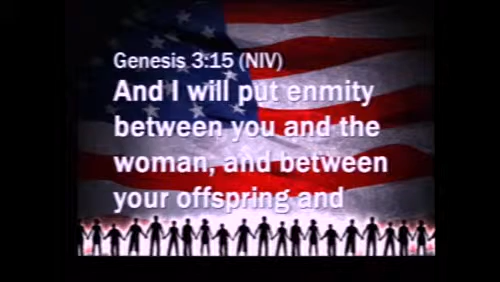 Genesis 3:15 (NIV)
And I will put enmity
between you and the
woman, and between
your offspring and